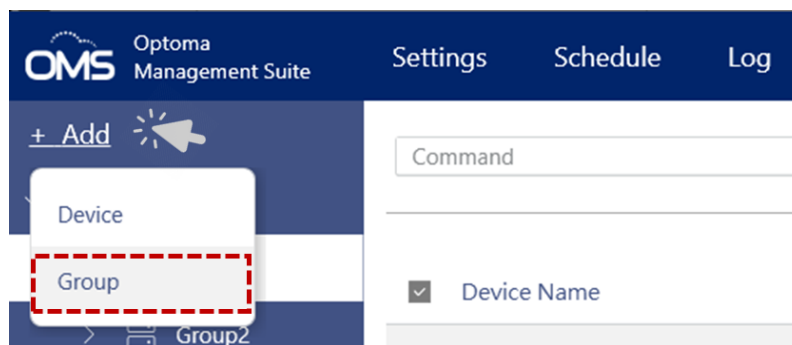 OMS
Optoma
Management Suite
Settings
Schedule
Log
+ Add
Command
Device
Group
Device Name
Group2